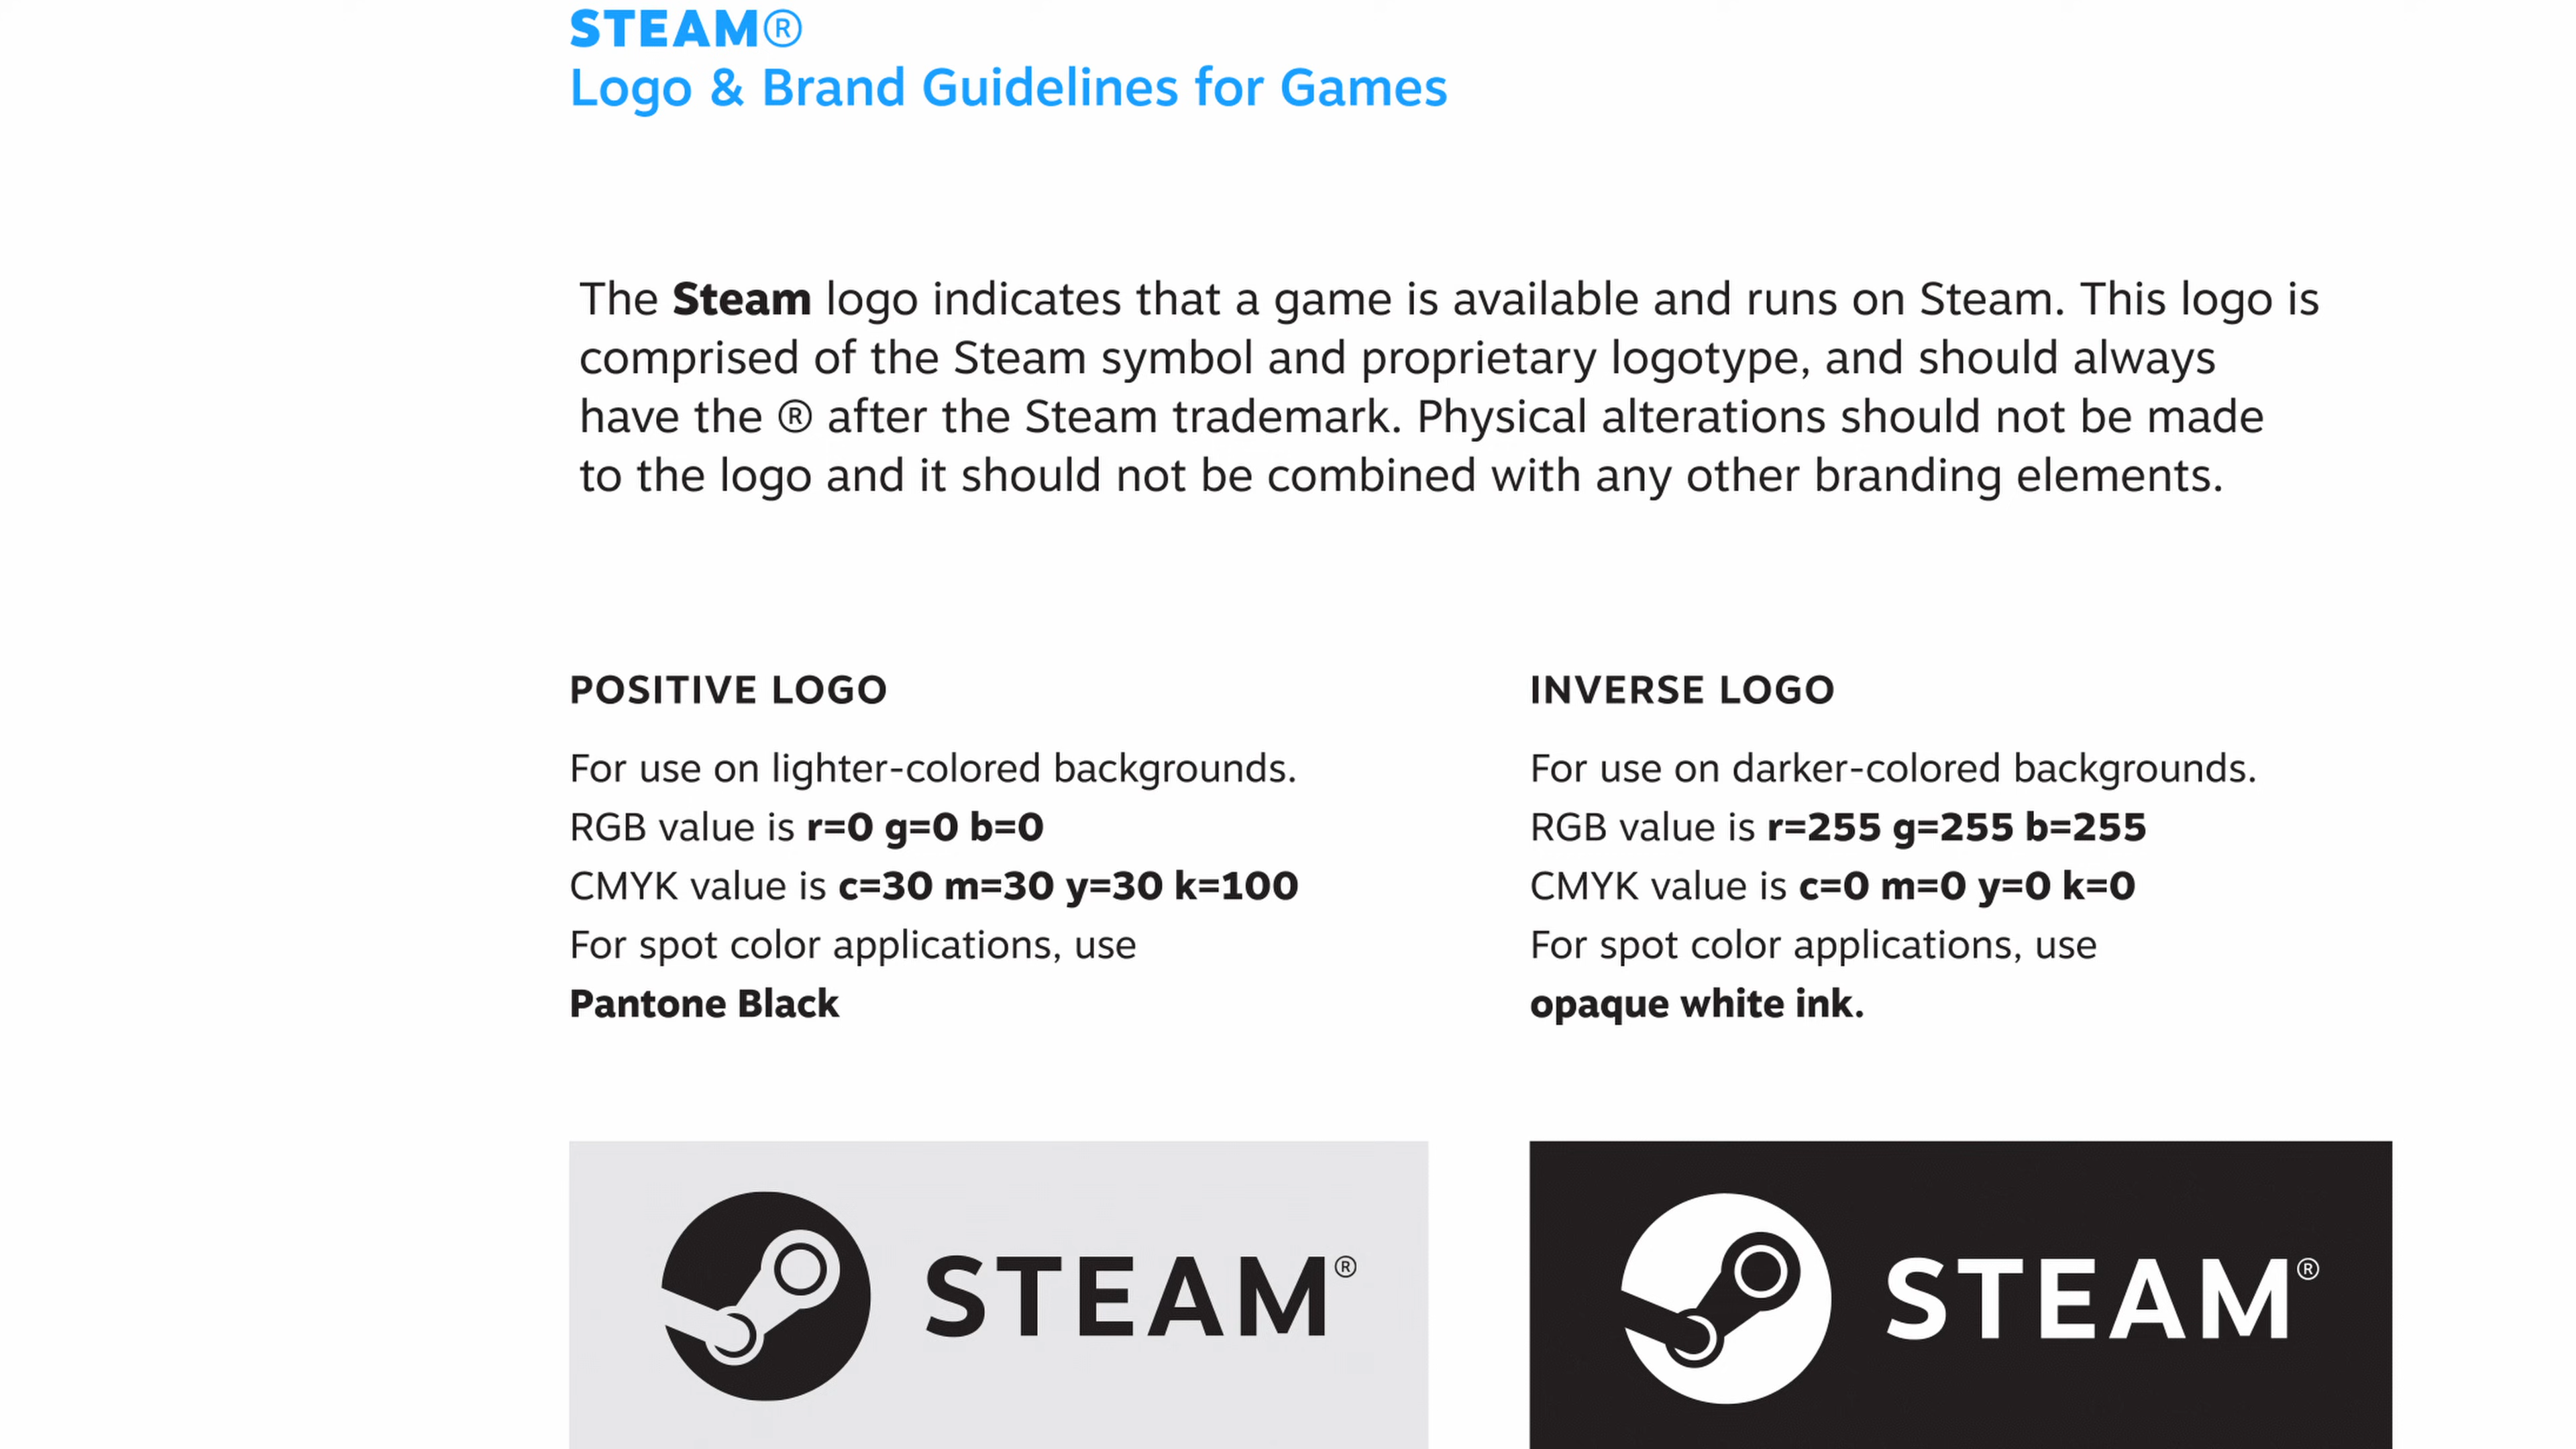 STEAM®
Logo & Brand Guidelines for Games
The Steam logo indicates that a game is available and runs on Steam. This logo is
comprised of the Steam symbol and proprietary logotype, and should always
have the ® after the Steam trademark. Physical alterations should not be made
to the logo and it should not be combined with any other branding elements.
POSITIVE LOGO
For use on lighter-colored backgrounds.
RGB value is r=0 g=0 b=0
CMYK value is c=30 m=30 y=30 k=100
For spot color applications, use
Pantone Black
INVERSE LOGO
For use on darker-colored backgrounds.
RGB value is r=255 g=255 b=255
CMYK value is c=0 m=0 y=0 k=0
For spot color applications, use
opaque white ink.
STEAM®
STEAM®